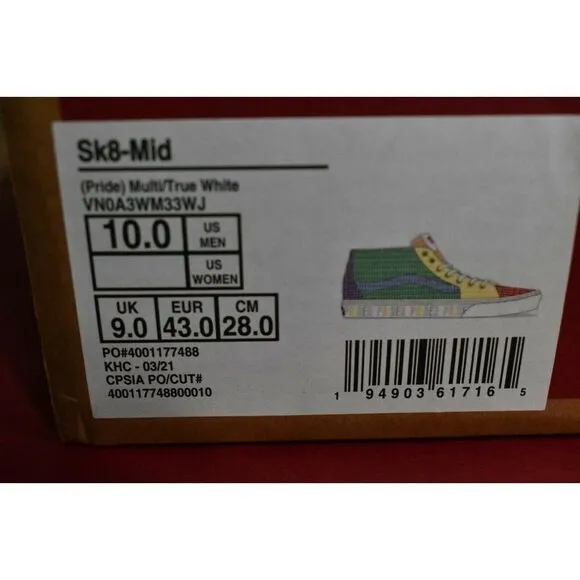 Sk8-Mid
(Pride) Multi/True White
VN0A3WM33WJ
10.0 US MEN
US WOMEN
UK 9.0 EUR 43.0 CM 28.0
PO#4001177488
KHC - 03/21
CPSIA PO/CUT#
400117748800010
1 94903 61716 5